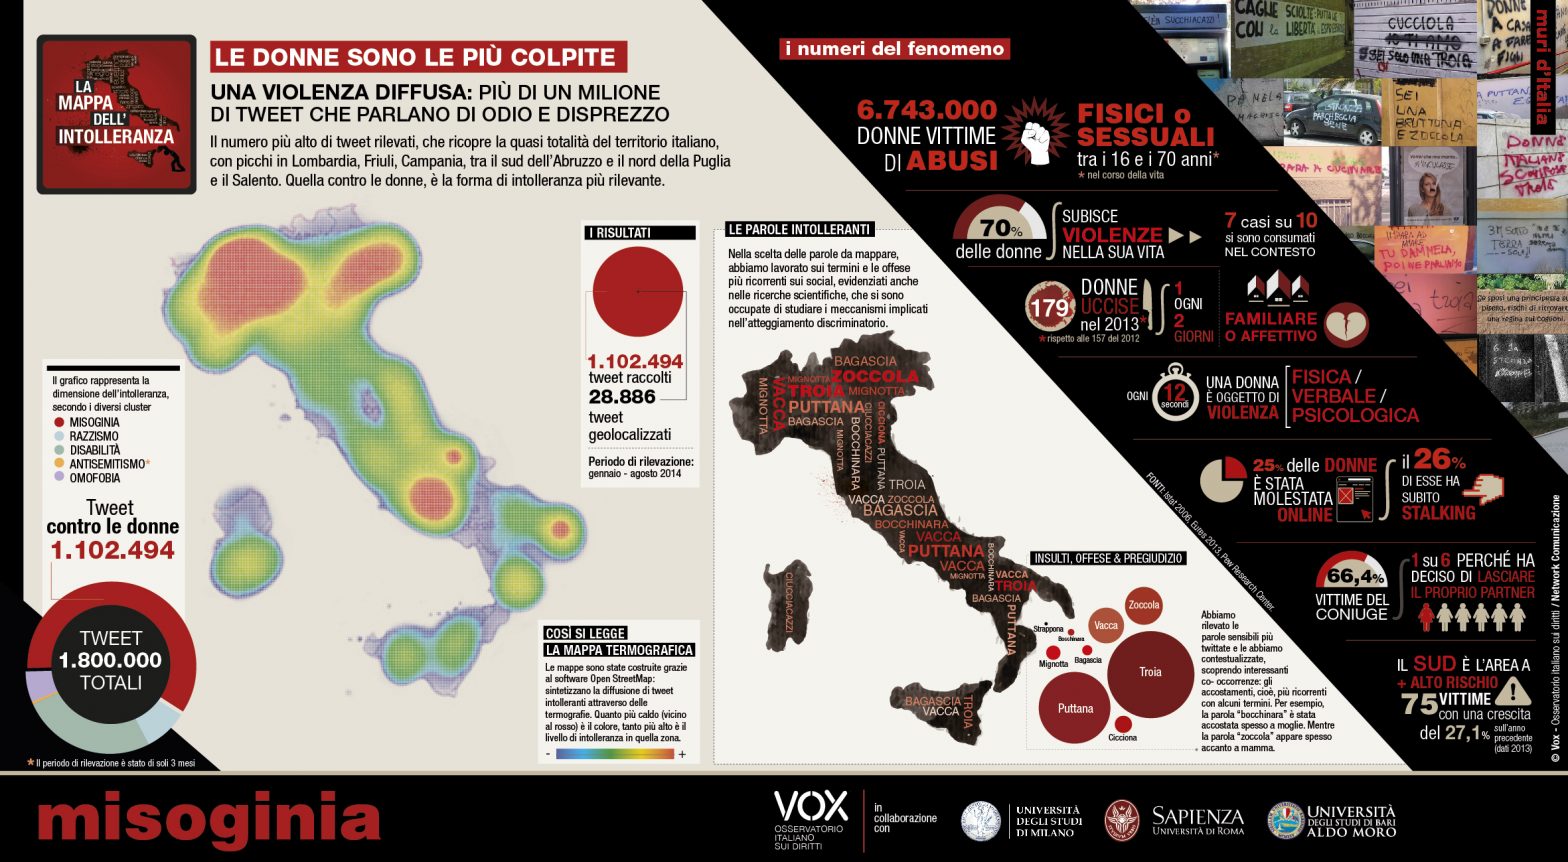 LA
MAPPA
DELL'
INTOLLERANZA
LE DONNE SONO LE PIÙ COLPITE
UNA VIOLENZA DIFFUSA: PIÙ DI UN MILIONE
DI TWEET CHE PARLANO DI ODIO E DISPREZZO
Il numero più alto di tweet rilevati, che ricopre la quasi totalità del territorio italiano,
con picchi in Lombardia, Friuli, Campania, tra il sud dell'Abruzzo e il nord della Puglia
e il Salento. Quella contro le donne, è la forma di intolleranza più rilevante.
Il grafico rappresenta la
dimensione dell'intolleranza,
secondo i diversi cluster
MISOGINIA
RAZZISMO
DISABILITÀ
ANTISEMITISMO*
OMOFOBIA
Tweet
contro le donne
1.102.494
TWEET
1.800.000
TOTALI
* Il periodo di rilevazione è stato di soli 3 mesi
I RISULTATI
1.102.494
tweet raccolti
28.886
tweet
geolocalizzati
Periodo di rilevazione:
gennaio - agosto 2014
COSÌ SI LEGGE
LA MAPPA TERMOGRAFICA
Le mappe sono state costruite grazie
al software Open StreetMap:
sintetizzano la diffusione di tweet
intolleranti attraverso delle
termografie. Quanto più caldo (vicino
al rosso) è il colore, tanto più alto è il
livello di intolleranza in quella zona.
- +
LE PAROLE INTOLLERANTI
Nella scelta delle parole da mappare,
abbiamo lavorato sui termini e le offese
più ricorrenti sui social, evidenziati anche
nelle ricerche scientifiche, che si sono
occupate di studiare i meccanismi implicati
nell'atteggiamento discriminatorio.
BAGASCIA
MIGNOTTA
ZOCCOLA
TROIA
MIGNOTTA
MIGNOTTA
VACCA
PUTTANA
BAGASCIA
MIGNOTTA
BOCCHINARA
CIUCCIACAZZI
CICCIONA
PUTTANA
TROIA
VACCA ZOCCOLA
BAGASCIA
BOCCHINARA
VACCA
VACCA
PUTTANA
VACCA
MIGNOTTA
BOCCHINARA
VACCA
TROIA
BAGASCIA
PUTTANA
CIUCCIACAZZI
BAGASCIA
VACCA
TROIA
INSULTI, OFFESE & PREGIUDIZIO
Zoccola
Vacca
Strappona
Bocchinara
Mignotta
Bagascia
Troia
Puttana
Cicciona
Abbiamo
rilevato le
parole sensibili più
twittate e le abbiamo
contestualizzate,
scoprendo interessanti
co- occorrenze: gli
accostamenti, cioè, più ricorrenti
con alcuni termini. Per esempio,
la parola "bocchinara" è stata
accostata spesso a moglie. Mentre
la parola "zoccola" appare spesso
accanto a mamma.
i numeri del fenomeno
6.743.000
DONNE VITTIME
DI ABUSI
FISICI o
SESSUALI
tra i 16 e i 70 anni*
* nel corso della vita
70%
delle donne
SUBISCE
VIOLENZE
NELLA SUA VITA
7 casi su 10
si sono consumati
NEL CONTESTO
FAMILIARE
O AFFETTIVO
179
DONNE
UCCISE
nel 2013*
* rispetto alle 157 del 2012
1
OGNI
2
GIORNI
OGNI
12
secondi
UNA DONNA
È OGGETTO DI
VIOLENZA
FISICA /
VERBALE /
PSICOLOGICA
25% delle DONNE
È STATA
MOLESTATA
ONLINE
il 26%
DI ESSE HA
SUBITO
STALKING
66,4%
VITTIME DEL
CONIUGE
1 su 6 PERCHÉ HA
DECISO DI LASCIARE
IL PROPRIO PARTNER
IL SUD È L'AREA A
+ ALTO RISCHIO
75 VITTIME
con una crescita
del 27,1% sull'anno
precedente
(dati 2013)
FONTI: Istat 2006, Eures 2013, Pew Research Center.
muri d'Italia
CAGLIE SCIOLTE: PUTTA
CUCCIOLA
IO TI AMO
SEI SOLO UNA TROIA
DONNE
A CASA
A FARE
FIGNI
SEI
UNA
BRUTTONA
E ZOCCOLA
TU DAMMELA,
POI NE PARLIAMO
© Vox - Osservatorio Italiano sui diritti / Network Comunicazione
misoginia
VOX
OSSERVATORIO
ITALIANO
SUI DIRITTI
in
collaborazione
con
UNIVERSITÀ
DEGLI STUDI
DI MILANO
SAPIENZA
UNIVERSITÀ DI ROMA
UNIVERSITÀ
DEGLI STUDI DI BARI
ALDO MORO